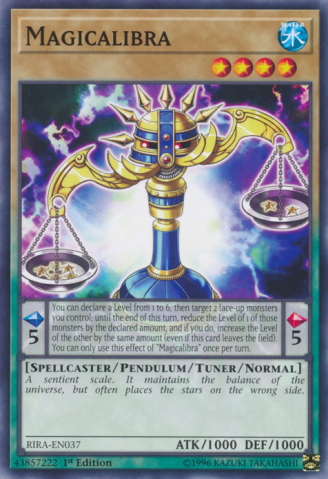 MAGICALIBRA
WATER
水
You can declare a Level from 1 to 6, then target 2 face-up monsters
you control, until the end of this turn, reduce the Level of 1 of those
monsters by the declared amount, and if you do, increase the Level
of the other by the same amount (even if this card leaves the field).
You can only use this effect of "Magicalibra" once per turn.
5
5
[SPELLCASTER/PENDULUM/TUNER/NORMAL]
A sentient scale. It maintains the balance of the
universe, but often places the stars on the wrong side.
RIRA-EN037
ATK/1000 DEF/1000
43857222 1st Edition
©1996 KAZUKI TAKAHASHI